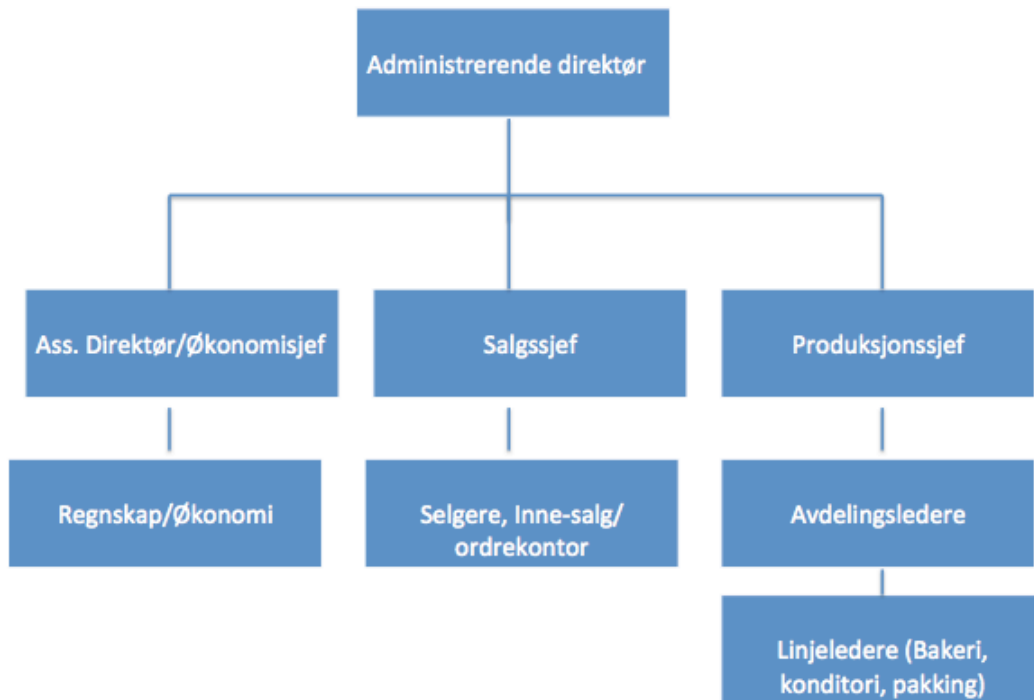 Administrerende direktør
Ass. Direktør/Økonomisjef
Salgssjef
Produksjonssjef
Regnskap/Økonomi
Selgere, Inne-salg/
ordrekontor
Avdelingsledere
Linjeledere (Bakeri,
konditori, pakking)